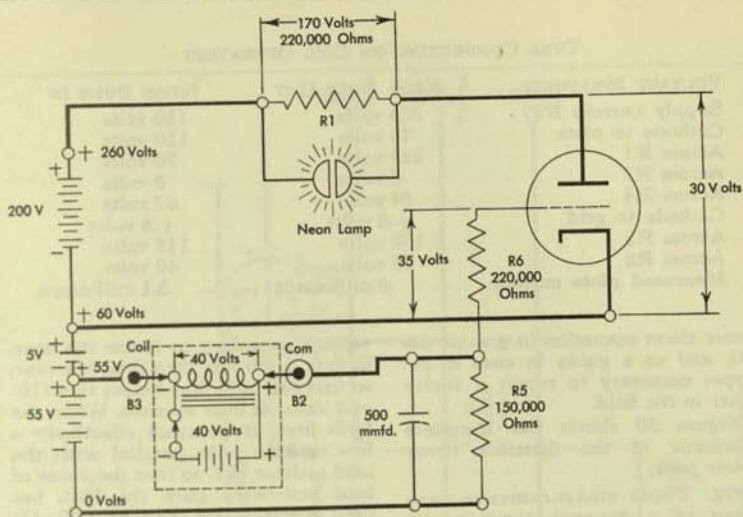 170 Volts
220,000 Ohms
R1
+ 260 Volts
+
200 V
-
Neon Lamp
30 Volts
35 Volts
R6
220,000
Ohms
+ 60 Volts
+
5V
-
+ 55 V
55 V
-
Coil
40 Volts
Com
-
+
B3
B2
-
40 Volts
-
+
500
mmfd.
R5
150,000
Ohms
0 Volts